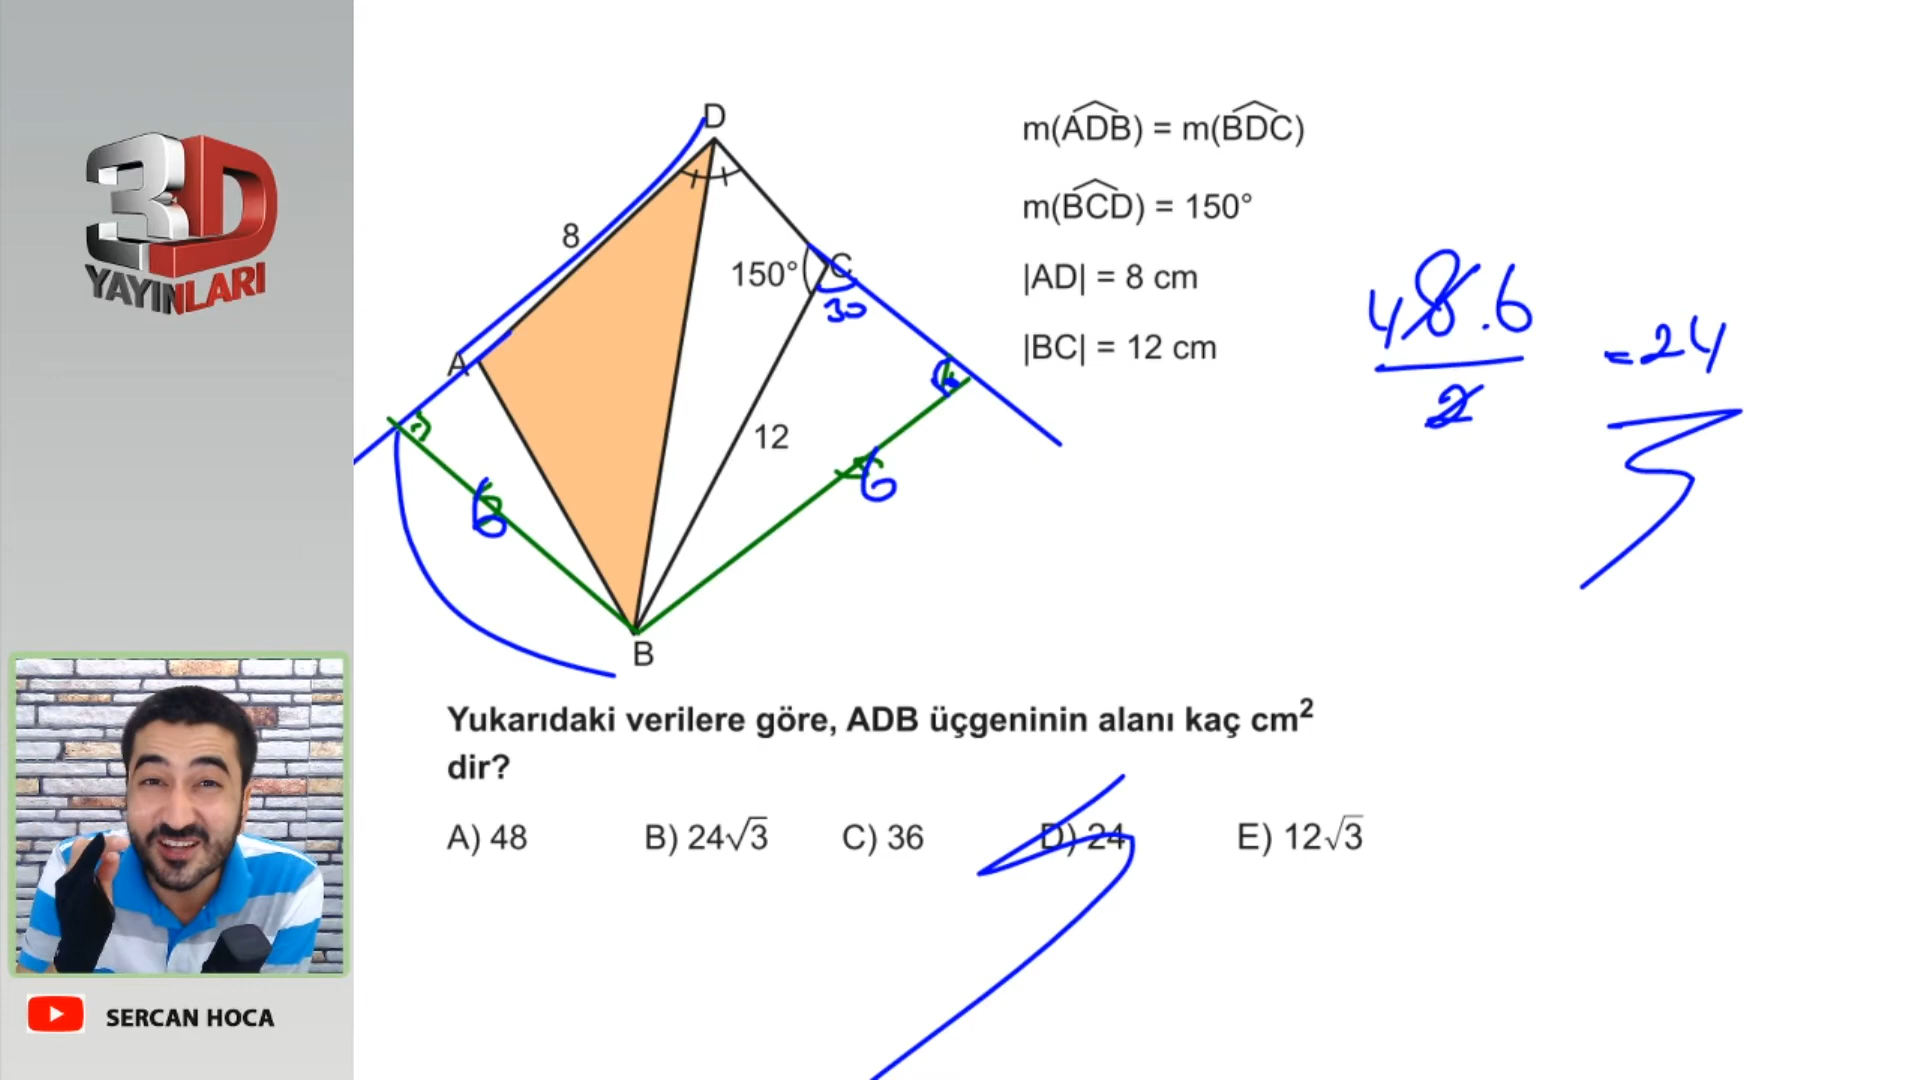 3D
YAYINLARI
D
8
150°
C
30
A
12
6
6
B
m(ADB) = m(BDC)
m(BCD) = 150°
|AD| = 8 cm
|BC| = 12 cm
4 8.6
2
= 24
Yukarıdaki verilere göre, ADB üçgeninin alanı kaç cm²
dir?
A) 48 B) 24√3 C) 36 D) 24 E) 12√3
SERCAN HOCA